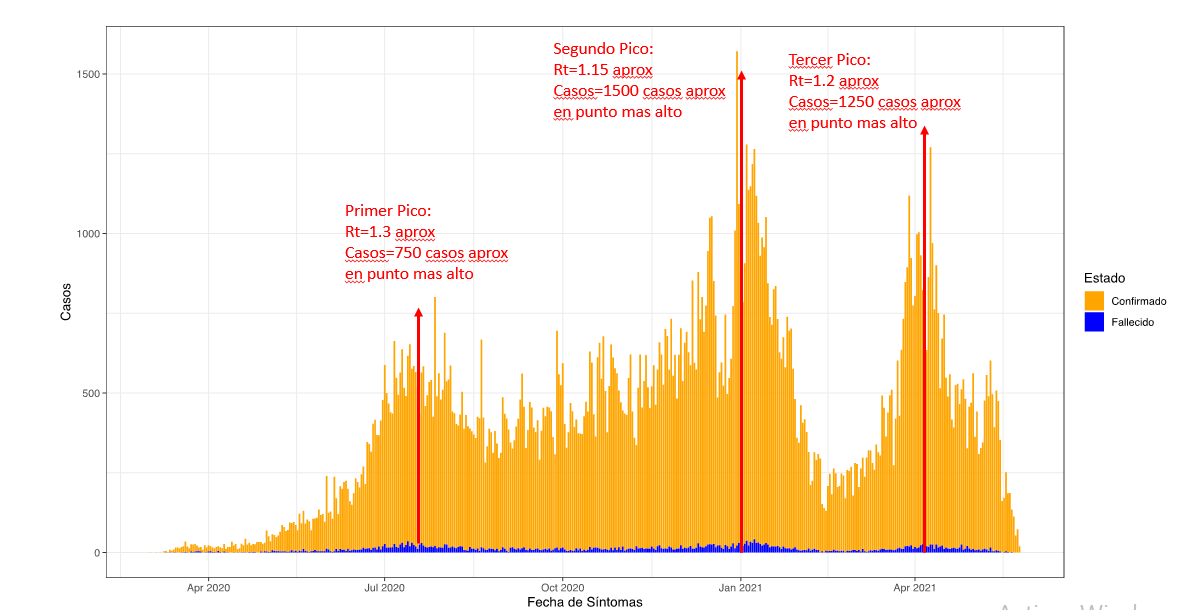 Segundo Pico:
Rt=1.15 aprox
Casos=1500 casos aprox
en punto mas alto
Tercer Pico:
Rt=1.2 aprox
Casos=1250 casos aprox
en punto mas alto
Primer Pico:
Rt=1.3 aprox
Casos=750 casos aprox
en punto mas alto
1500
1000
500
0
Casos
Apr 2020
Jul 2020
Oct 2020
Jan 2021
Apr 2021
Fecha de Síntomas
Estado
Confirmado
Fallecido